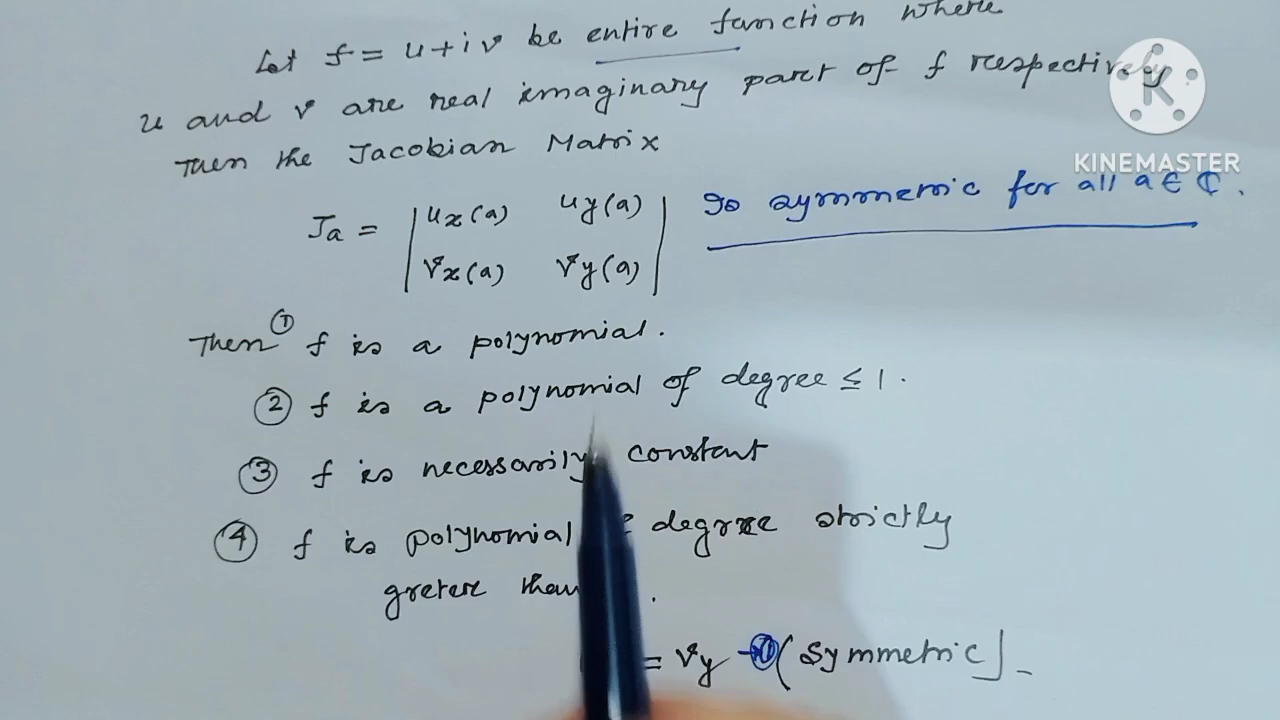 Let f = u + i v be entire function where
u and v are real imaginary part of f respectively
KINEMASTER
Then the Jacobian Matrix
Ja = | ux(a) uy(a) | is symmetric for all a ∈ ℂ.
| vx(a) vy(a) |
Then ① f is a polynomial.
② f is a polynomial of degree ≤ 1.
③ f is necessarily constant
④ f is polynomial degree strictly
greter than .
= vy → ① (Symmetric]